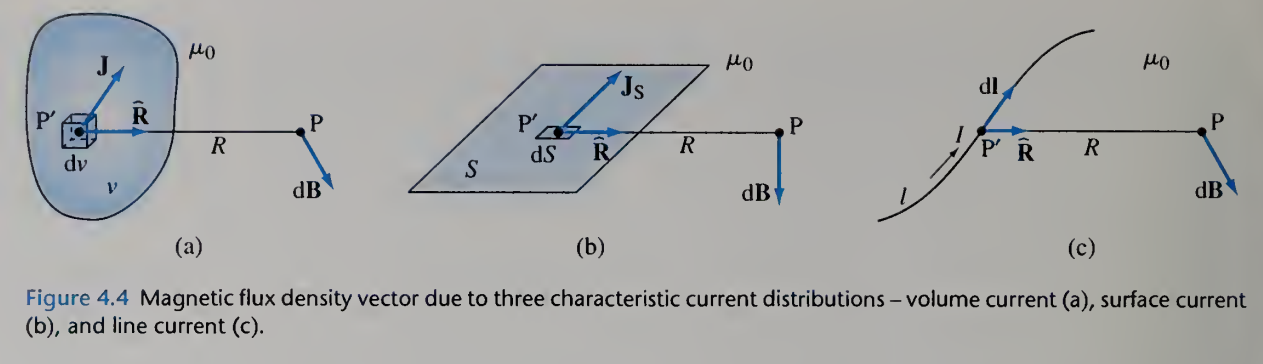 J
μ₀
P′
R̂
P
dv
R
v
dB
(a)
μ₀
J_S
P′
P
dS
R̂
R
S
dB
(b)
μ₀
dl
I
P′
R̂
R
P
l
dB
(c)
Figure 4.4 Magnetic flux density vector due to three characteristic current distributions – volume current (a), surface current
(b), and line current (c).